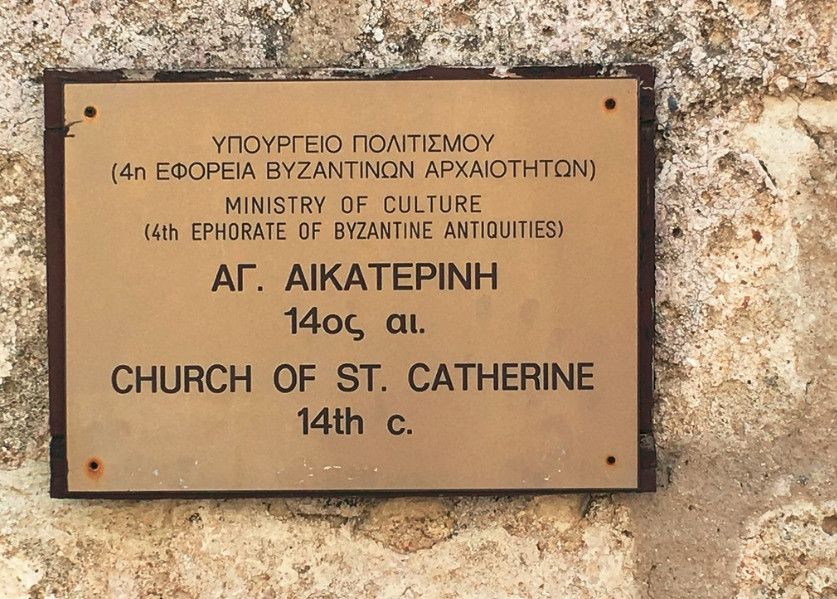 ΥΠΟΥΡΓΕΙΟ ΠΟΛΙΤΙΣΜΟΥ
(4η ΕΦΟΡΕΙΑ ΒΥΖΑΝΤΙΝΩΝ ΑΡΧΑΙΟΤΗΤΩΝ)
MINISTRY OF CULTURE
(4th EPHORATE OF BYZANTINE ANTIQUITIES)
ΑΓ. ΑΙΚΑΤΕΡΙΝΗ
14ος αι.
CHURCH OF ST. CATHERINE
14th c.